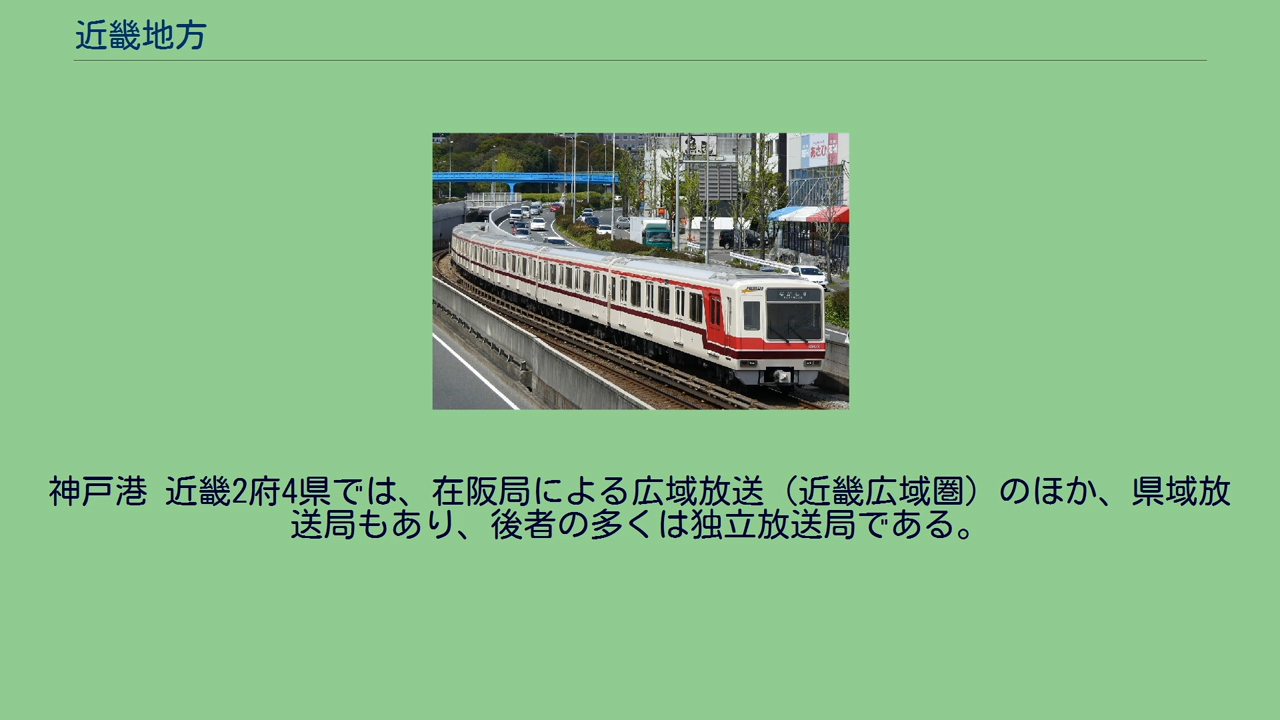 近畿地方
神戸港 近畿2府4県では、在阪局による広域放送（近畿広域圏）のほか、県域放
送局もあり、後者の多くは独立放送局である。